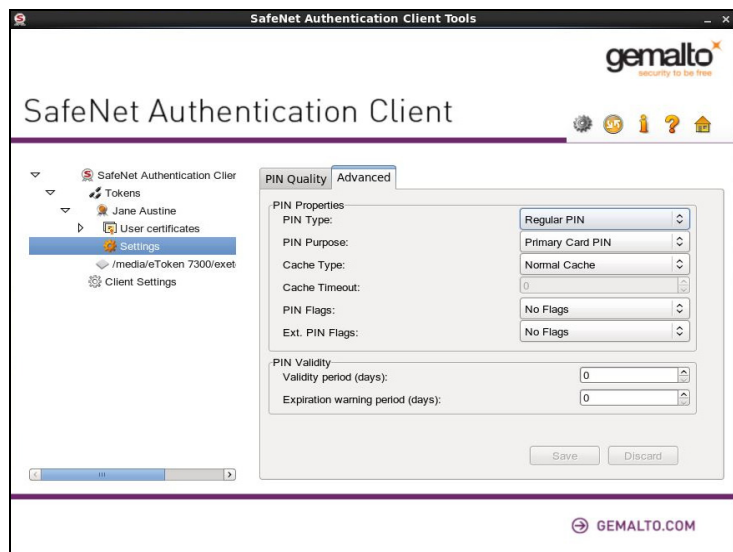 SafeNet Authentication Client Tools
gemalto
security to be free
SafeNet Authentication Client
SafeNet Authentication Clier
Tokens
Jane Austine
User certificates
Settings
/media/eToken 7300/exet
Client Settings
PIN Quality
Advanced
PIN Properties
PIN Type:
Regular PIN
PIN Purpose:
Primary Card PIN
Cache Type:
Normal Cache
Cache Timeout:
0
PIN Flags:
No Flags
Ext. PIN Flags:
No Flags
PIN Validity
Validity period (days):
0
Expiration warning period (days):
0
Save
Discard
GEMALTO.COM